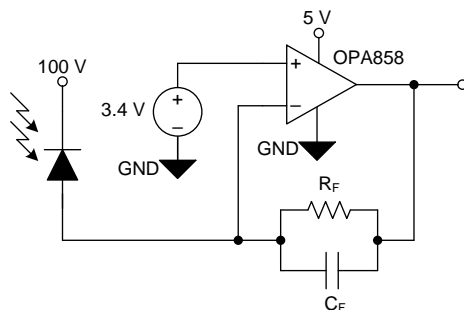 5 V
OPA858
100 V
+
3.4 V
+
−
−
GND
GND
R_F
C_F